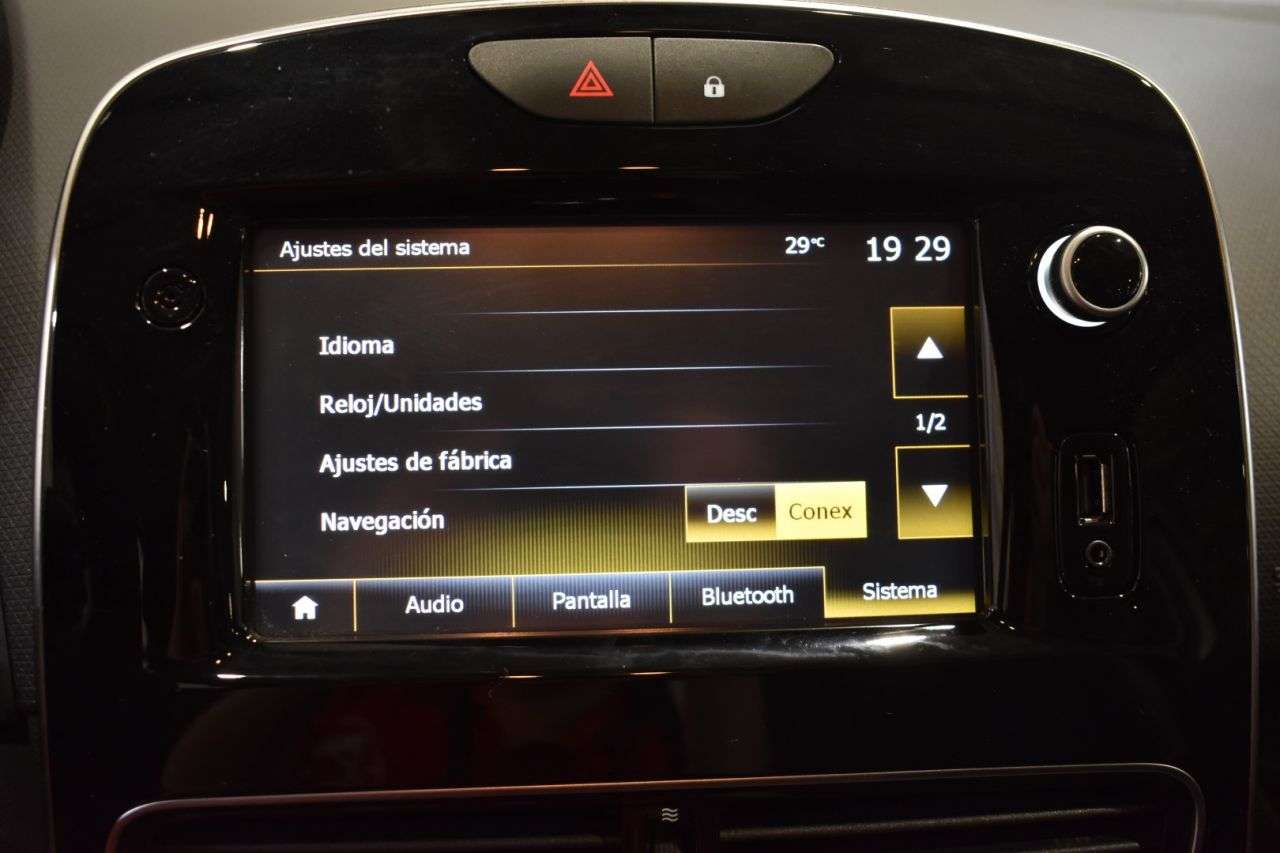 Ajustes del sistema 29°C 19 29
Idioma
Reloj/Unidades
1/2
Ajustes de fábrica
Navegación Desc Conex
Audio Pantalla Bluetooth Sistema